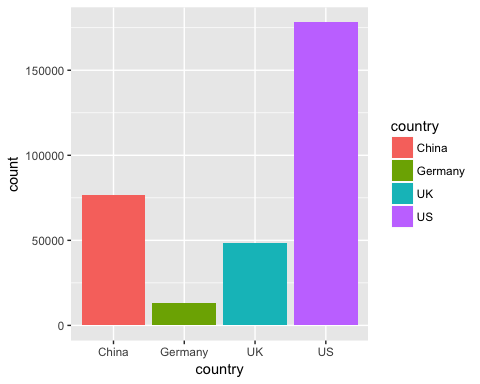 150000
100000
50000
0
count
China
Germany
UK
US
country
country
China
Germany
UK
US